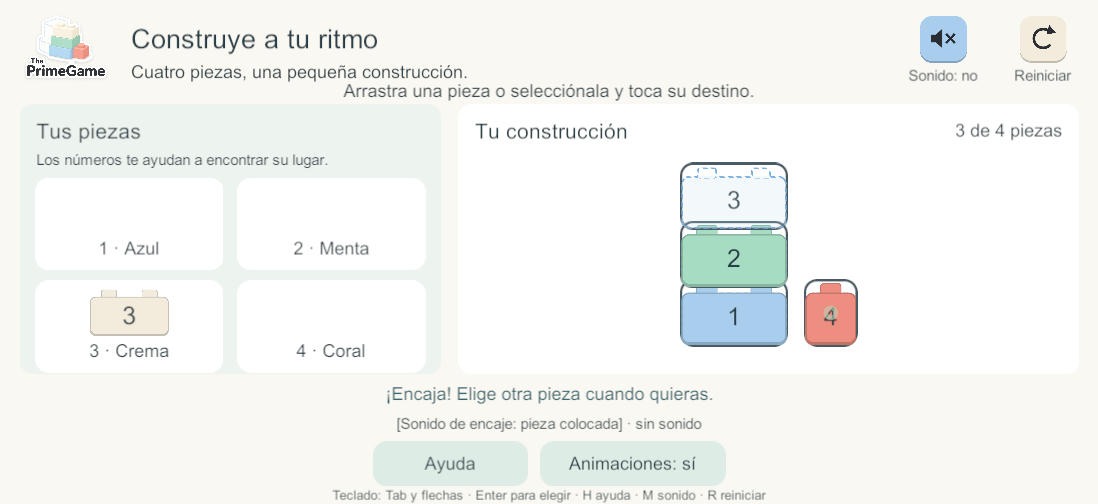 The
PrimeGame
Construye a tu ritmo
Cuatro piezas, una pequeña construcción.
Sonido: no
Reiniciar
Arrastra una pieza o selecciónala y toca su destino.
Tus piezas
Los números te ayudan a encontrar su lugar.
1 · Azul
2 · Menta
3
3 · Crema
4 · Coral
Tu construcción
3 de 4 piezas
3
2
1
4
¡Encaja! Elige otra pieza cuando quieras.
[Sonido de encaje: pieza colocada] · sin sonido
Ayuda
Animaciones: sí
Teclado: Tab y flechas · Enter para elegir · H ayuda · M sonido · R reiniciar